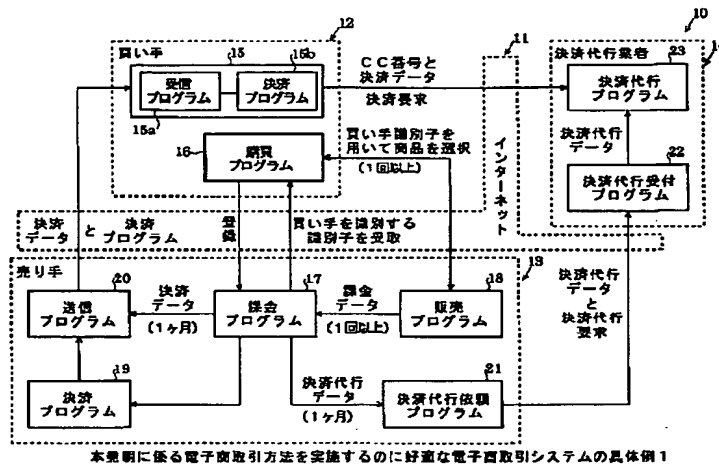 10
12
11
14
買い手
15
15b
受信
プログラム
決済
プログラム
15a
CC番号と
決済データ
決済要求
決済代行業者
23
決済代行
プログラム
16
購買
プログラム
買い手識別子を
用いて商品を選択
(1回以上)
インターネット
決済代行
データ
22
決済代行受付
プログラム
決済
データ
と
決済
プログラム
登録
買い手を識別する
識別子を受取
13
売り手
20
送信
プログラム
決済
データ
(1ヶ月)
17
課金
プログラム
課金
データ
(1回以上)
18
販売
プログラム
決済代行
データ
と
決済代行
要求
19
決済
プログラム
決済代行
データ
(1ヶ月)
21
決済代行依頼
プログラム
本発明に係る電子商取引方法を実施するのに好適な電子商取引システムの具体例1